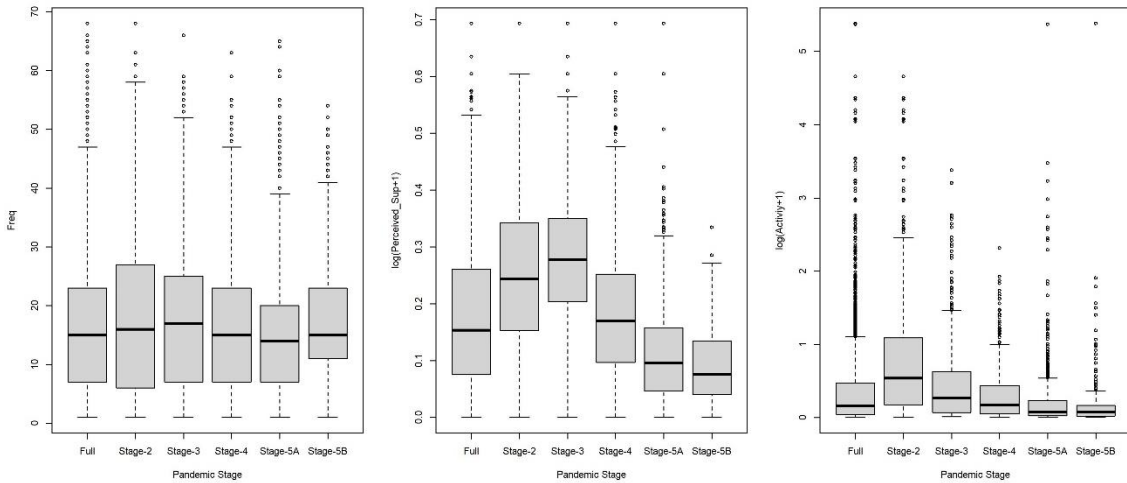 70
60
50
40
30
20
10
0
Freq
Full Stage-2 Stage-3 Stage-4 Stage-5A Stage-5B
Pandemic Stage
0.7
0.6
0.5
0.4
0.3
0.2
0.1
0.0
log(Perceived_Sup+1)
Full Stage-2 Stage-3 Stage-4 Stage-5A Stage-5B
Pandemic Stage
5
4
3
2
1
0
log(Activiy+1)
Full Stage-2 Stage-3 Stage-4 Stage-5A Stage-5B
Pandemic Stage